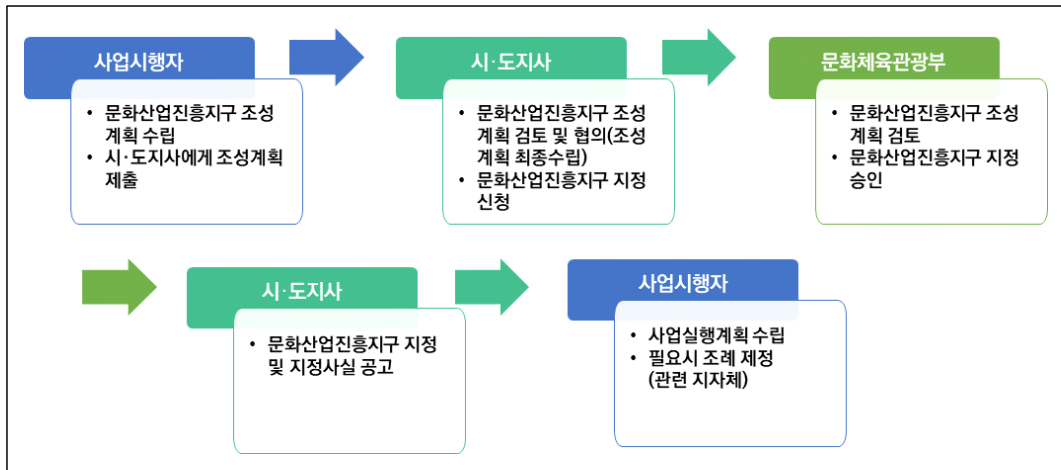 사업시행자
• 문화산업진흥지구 조성
계획 수립
• 시·도지사에게 조성계획
제출
시·도지사
• 문화산업진흥지구 조성
계획 검토 및 협의(조성
계획 최종수립)
• 문화산업진흥지구 지정
신청
문화체육관광부
• 문화산업진흥지구 조성
계획 검토
• 문화산업진흥지구 지정
승인
시·도지사
• 문화산업진흥지구 지정
및 지정사실 공고
사업시행자
• 사업실행계획 수립
• 필요시 조례 제정
(관련 지자체)